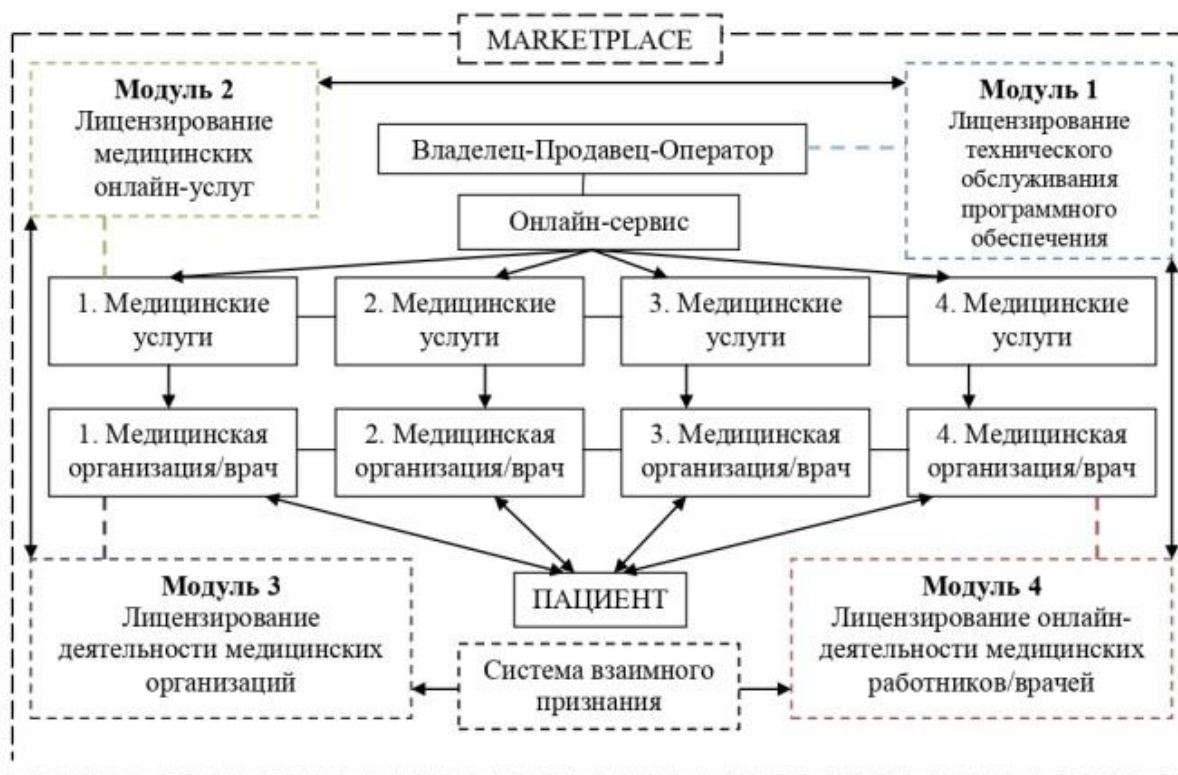 MARKETPLACE
Модуль 2
Лицензирование
медицинских
онлайн-услуг
Модуль 1
Лицензирование
технического
обслуживания
программного
обеспечения
Владелец-Продавец-Оператор
Онлайн-сервис
1. Медицинские
услуги
2. Медицинские
услуги
3. Медицинские
услуги
4. Медицинские
услуги
1. Медицинская
организация/врач
2. Медицинская
организация/врач
3. Медицинская
организация/врач
4. Медицинская
организация/врач
Модуль 3
Лицензирование
деятельности медицинских
организаций
ПАЦИЕНТ
Система взаимного
признания
Модуль 4
Лицензирование онлайн-
деятельности медицинских
работников/врачей